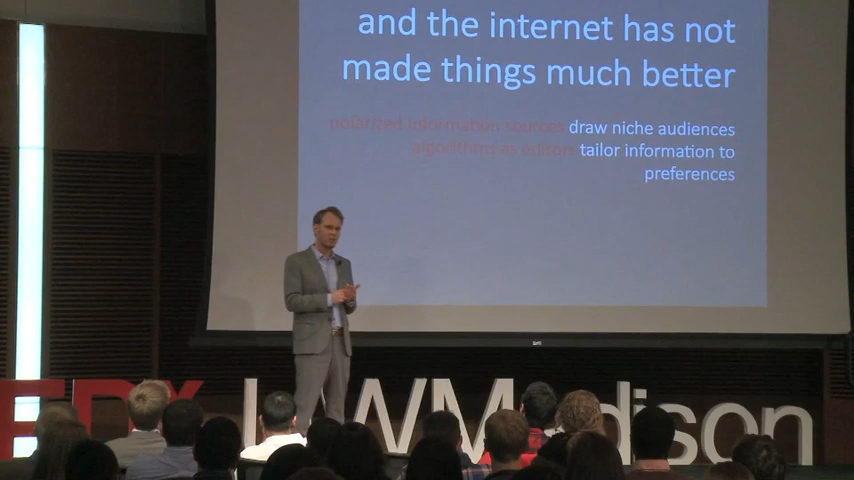 and the internet has not
made things much better
polarized information sources draw niche audiences
algorithms as editors tailor information to
preferences
EDx UWMadison